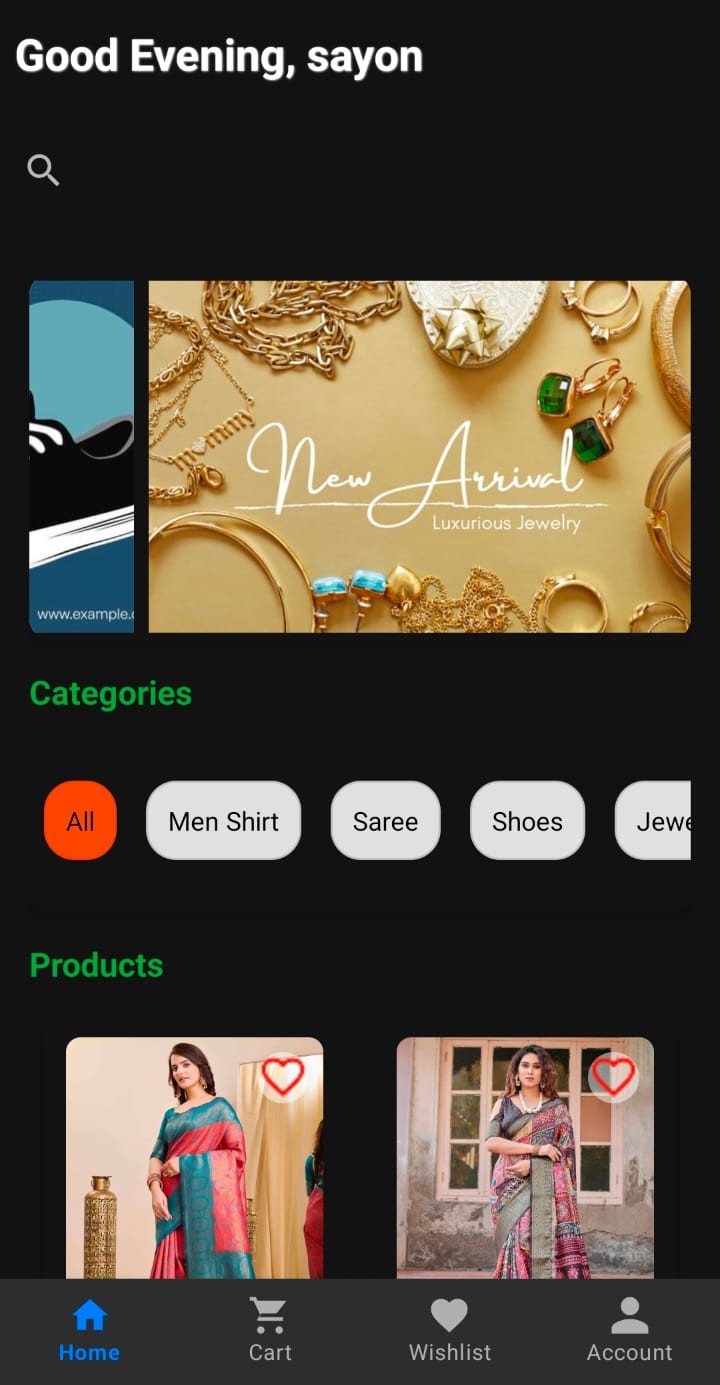 Good Evening, sayon
mommy
New Arrival
Luxurious Jewelry
www.example.c
Categories
All
Men Shirt
Saree
Shoes
Jewe
Products
Home
Cart
Wishlist
Account